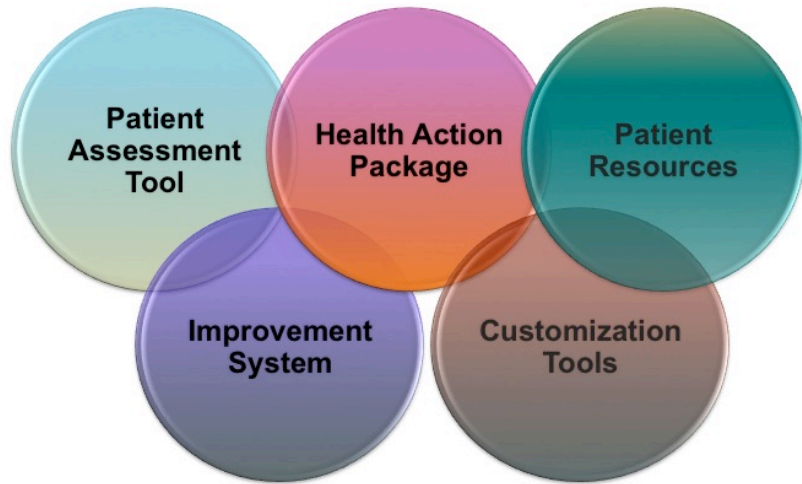 Patient
Assessment
Tool
Health Action
Package
Patient
Resources
Improvement
System
Customization
Tools